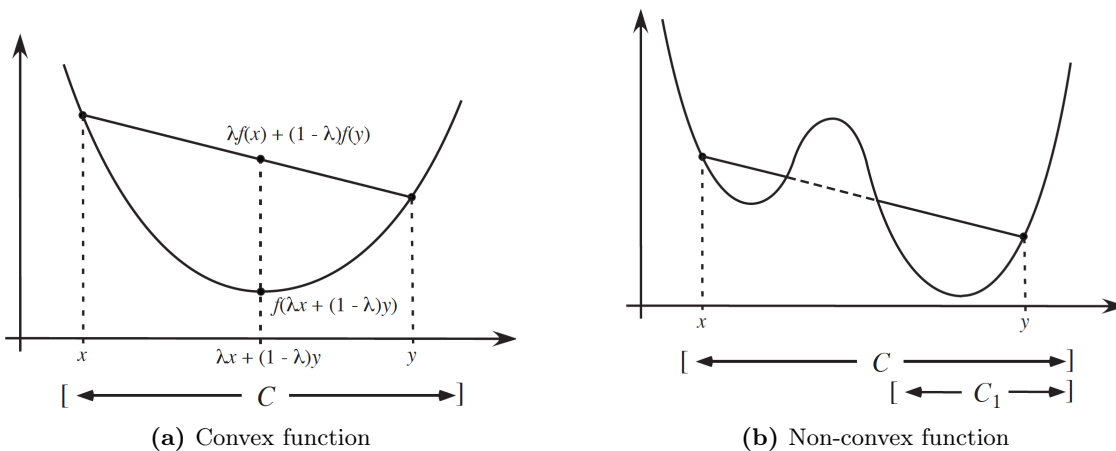 λf(x) + (1 - λ)f(y)
f(λx + (1 - λ)y)
x
λx + (1 - λ)y
y
[ C ]
(a) Convex function
x
y
[ C ]
[ C₁ ]
(b) Non-convex function